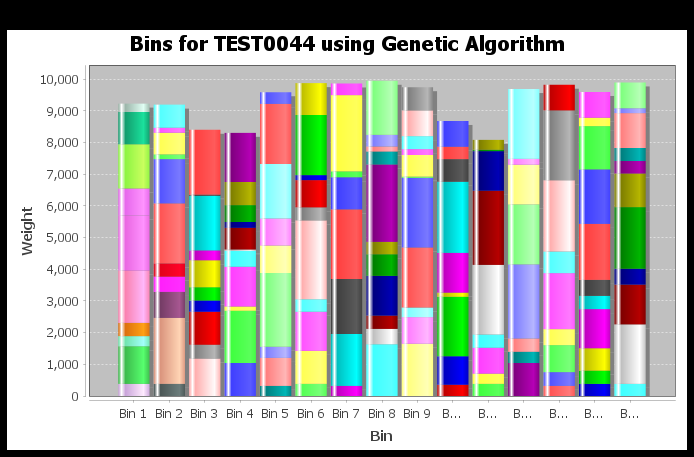 Bins for TEST0044 using Genetic Algorithm
10,000
9,000
8,000
7,000
6,000
5,000
4,000
3,000
2,000
1,000
0
Weight
Bin 1 Bin 2 Bin 3 Bin 4 Bin 5 Bin 6 Bin 7 Bin 8 Bin 9 B... B... B... B... B... B...
Bin